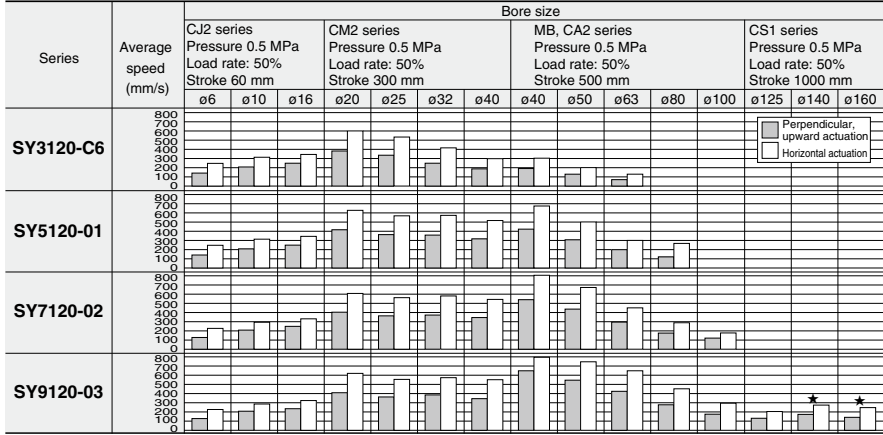 Series
Average
speed
(mm/s)
Bore size
CJ2 series
Pressure 0.5 MPa
Load rate: 50%
Stroke 60 mm
CM2 series
Pressure 0.5 MPa
Load rate: 50%
Stroke 300 mm
MB, CA2 series
Pressure 0.5 MPa
Load rate: 50%
Stroke 500 mm
CS1 series
Pressure 0.5 MPa
Load rate: 50%
Stroke 1000 mm
ø6 ø10 ø16 ø20 ø25 ø32 ø40 ø40 ø50 ø63 ø80 ø100 ø125 ø140 ø160
SY3120-C6
800
700
600
500
400
300
200
100
0
Perpendicular,
upward actuation
Horizontal actuation
SY5120-01
800
700
600
500
400
300
200
100
0
SY7120-02
800
700
600
500
400
300
200
100
0
SY9120-03
800
700
600
500
400
300
200
100
0
★ ★